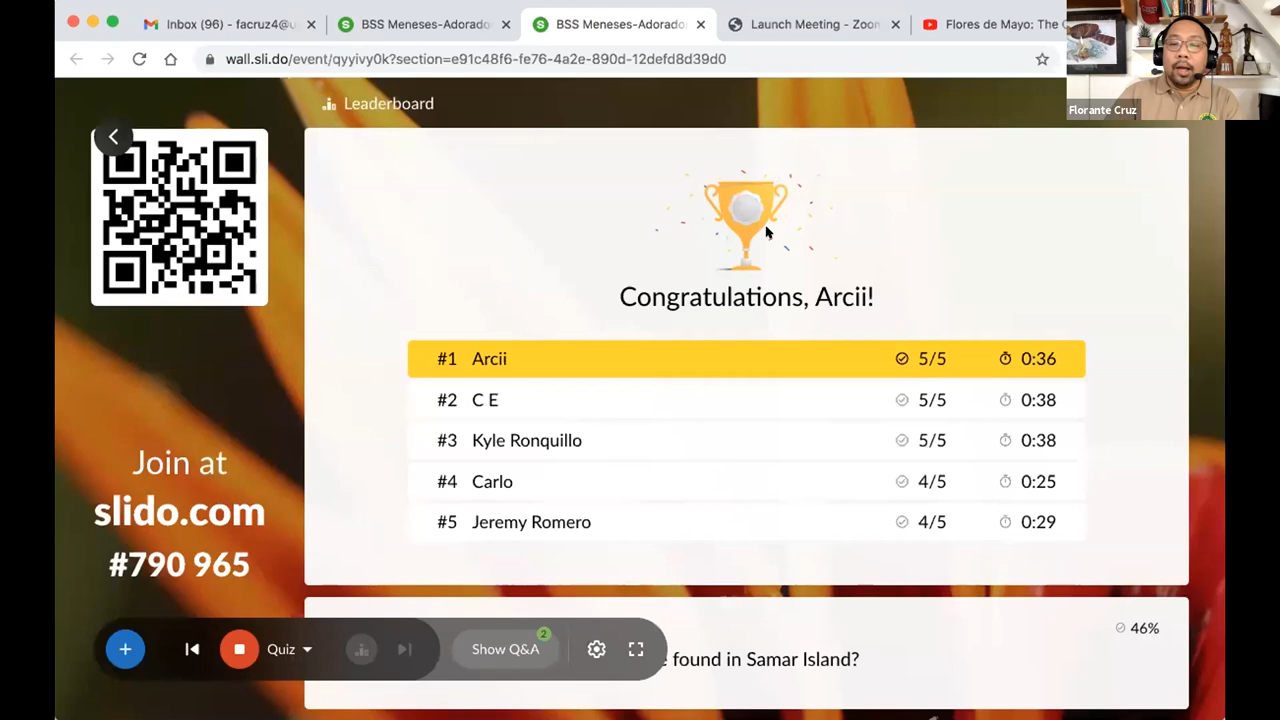 Inbox (96) - facruz4@u
BSS Meneses-Adorado
BSS Meneses-Adorado
Launch Meeting - Zoom
Flores de Mayo: The
wall.sli.do/event/qyyivy0k?section=e91c48f6-fe76-4a2e-890d-12defd8d39d0
Florante Cruz
Leaderboard
Congratulations, Arcii!
#1 Arcii 5/5 0:36
#2 C E 5/5 0:38
#3 Kyle Ronquillo 5/5 0:38
#4 Carlo 4/5 0:25
#5 Jeremy Romero 4/5 0:29
Join at
slido.com
#790 965
46%
Quiz
Show Q&A
2
found in Samar Island?